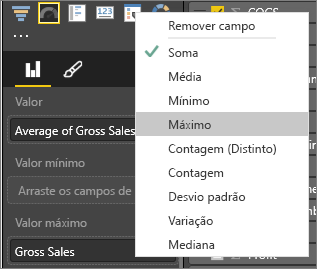 COGS
Remover campo
Soma
Média
Mínimo
Máximo
Contagem (Distinto)
Contagem
Desvio padrão
Variação
Mediana
Valor
Average of Gross Sales
Valor mínimo
Arraste os campos de
Valor máximo
Gross Sales
Profit